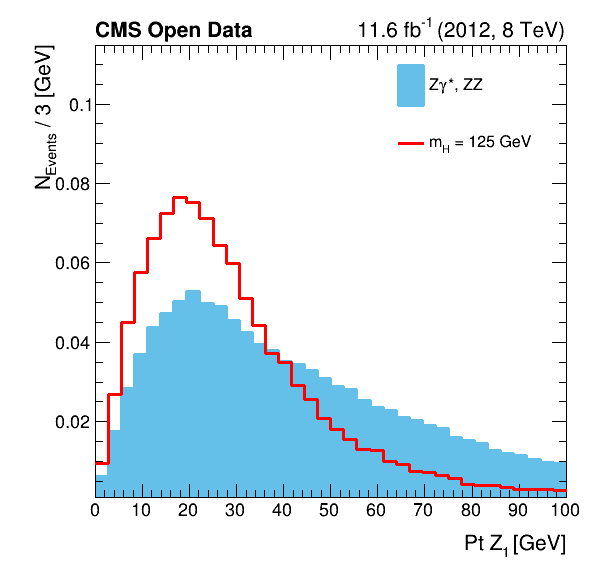 CMS Open Data 11.6 fb⁻¹ (2012, 8 TeV)
N_Events / 3 [GeV]
Zγ*, ZZ
m_H = 125 GeV
0.1
0.08
0.06
0.04
0.02
0 10 20 30 40 50 60 70 80 90 100
Pt Z₁ [GeV]